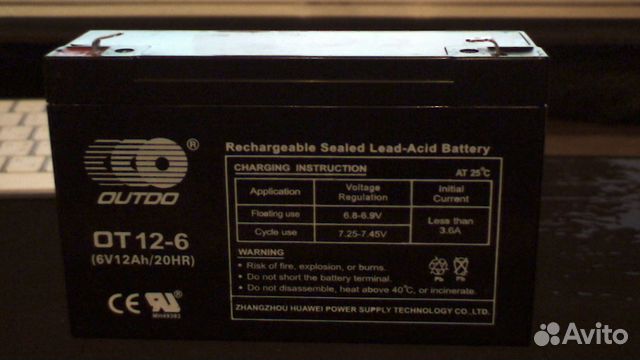 OUTDO
®
OT 12-6
(6V12Ah/20HR)
CE
MH49393
Rechargeable Sealed Lead-Acid Battery
CHARGING INSTRUCTION AT 25°C
Application Voltage Regulation Initial Current
Floating use 6.8-6.9V Less than 3.6A
Cycle use 7.25-7.45V
WARNING
• Risk of fire, explosion, or burns.
• Do not short the battery terminal.
• Do not disassemble, heat above 40°C, or incinerate.
Pb Pb
ZHANGZHOU HUAWEI POWER SUPPLY TECHNOLOGY CO.,LTD.
Avito